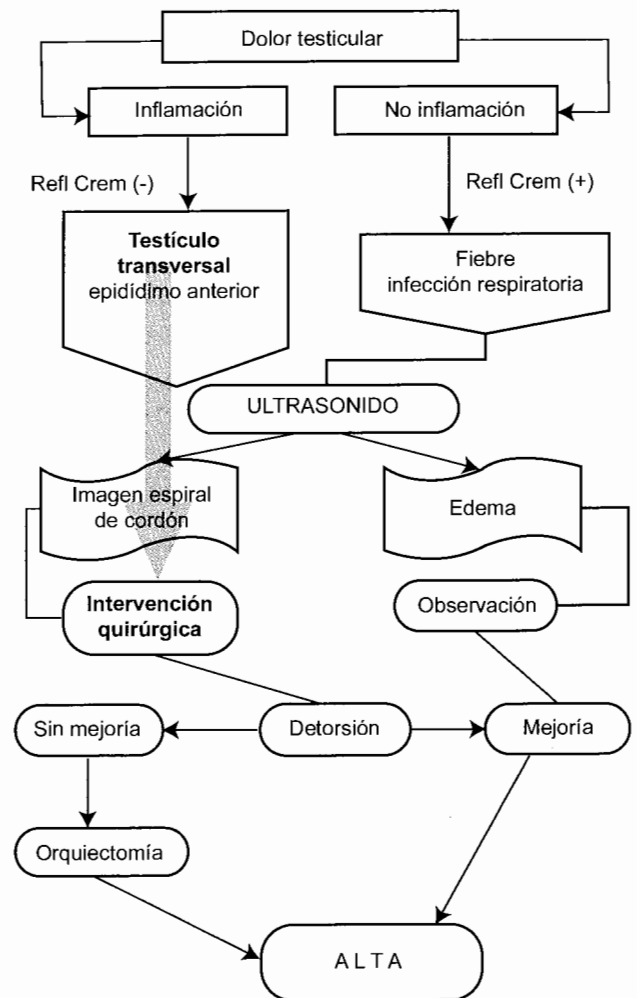 Dolor testicular
Inflamación
No inflamación
Refl Crem (-)
Refl Crem (+)
Testículo
transversal
epidídimo anterior
Fiebre
infección respiratoria
ULTRASONIDO
Imagen espiral
de cordón
Edema
Intervención
quirúrgica
Observación
Sin mejoría
Detorsión
Mejoría
Orquiectomía
ALTA